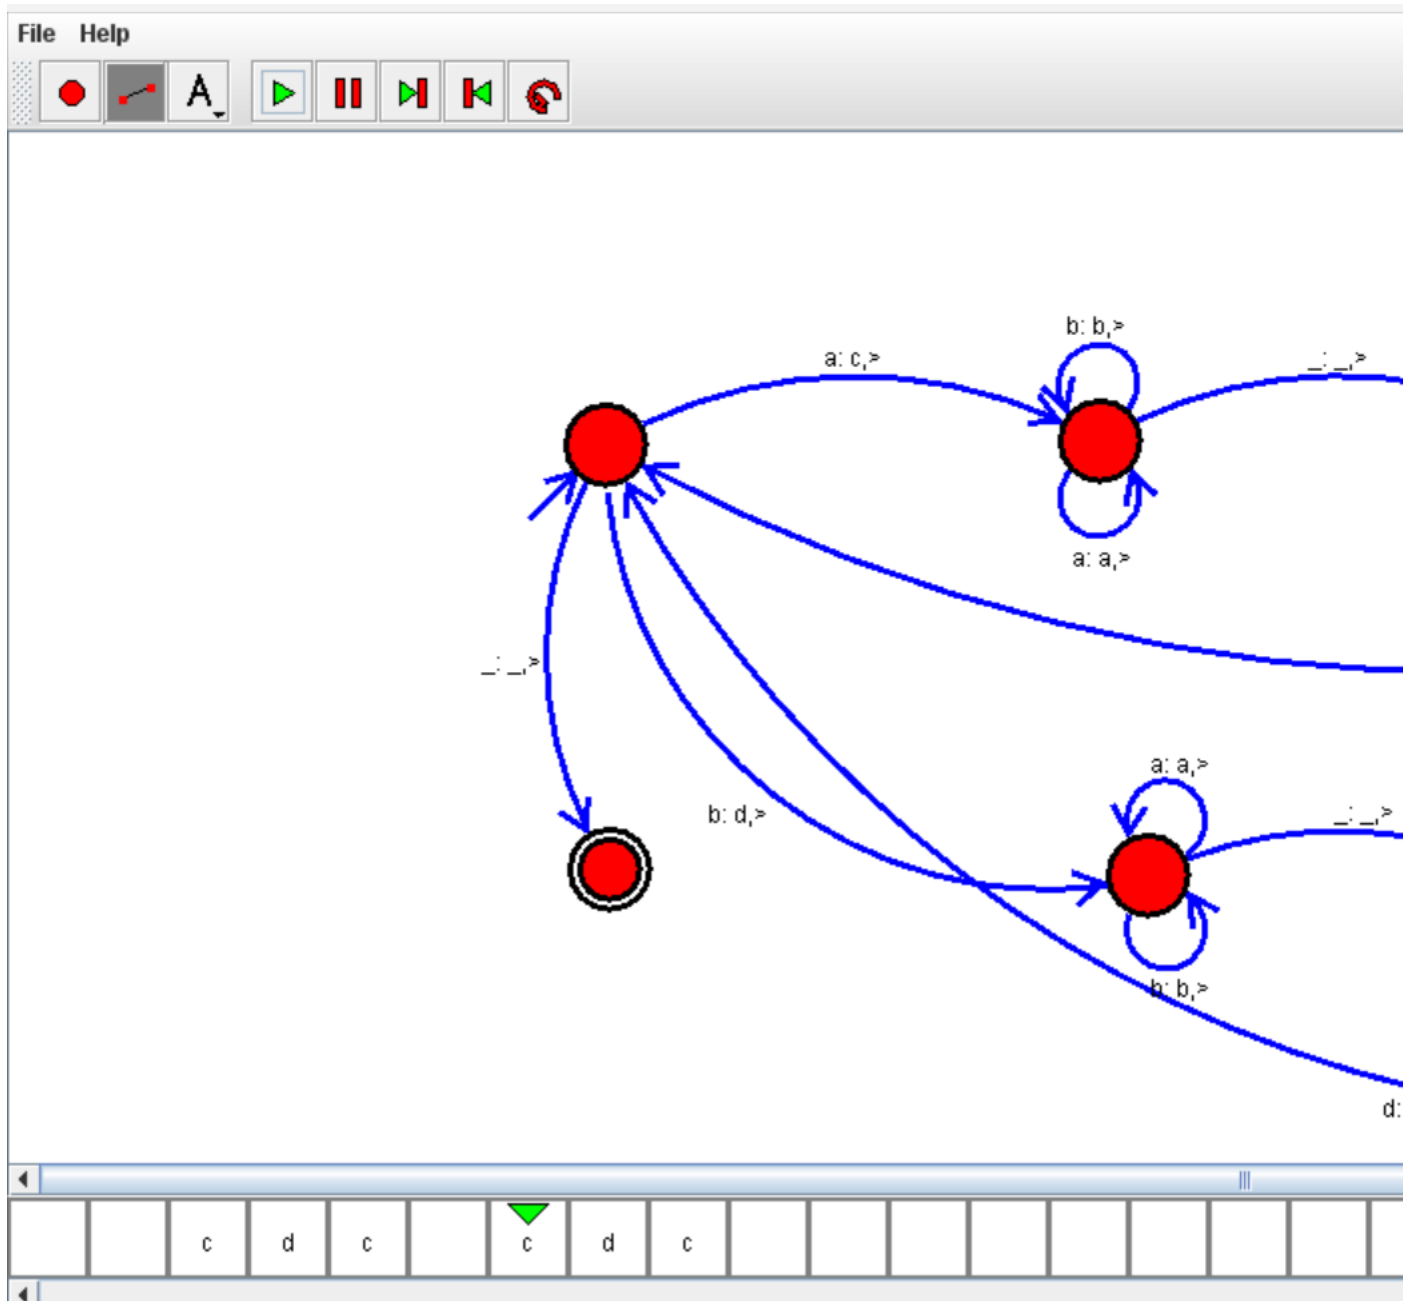 File Help
A
b: b,>
a: c,>
_: _,>
a: a,>
_: _,>
a: a,>
b: d,>
_: _,>
b: b,>
d:
c d c c d c